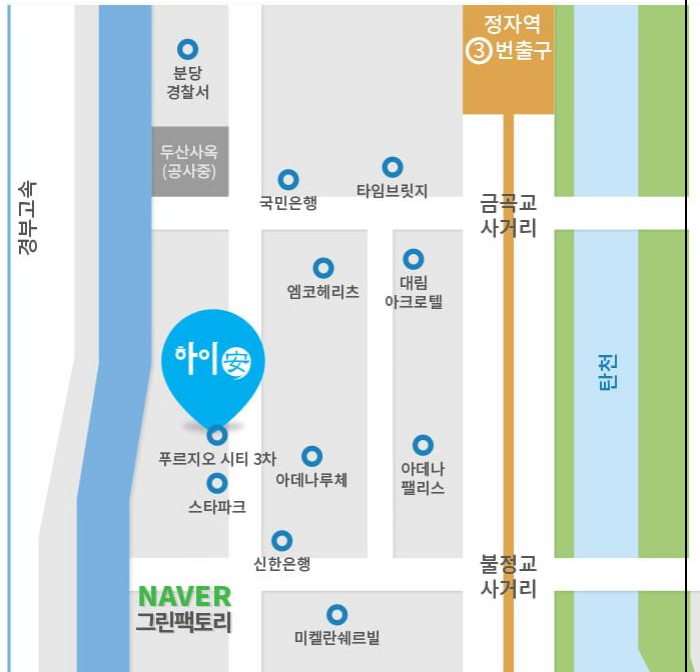 정자역
③번출구
분당
경찰서
두산사옥
(공사중)
국민은행
타임브릿지
경부고속
금곡교
사거리
엠코헤리츠
대림
아크로텔
하이安
탄천
푸르지오 시티 3차
아데나루체
아데나
팰리스
스타파크
신한은행
불정교
사거리
NAVER
그린팩토리
미켈란쉐르빌